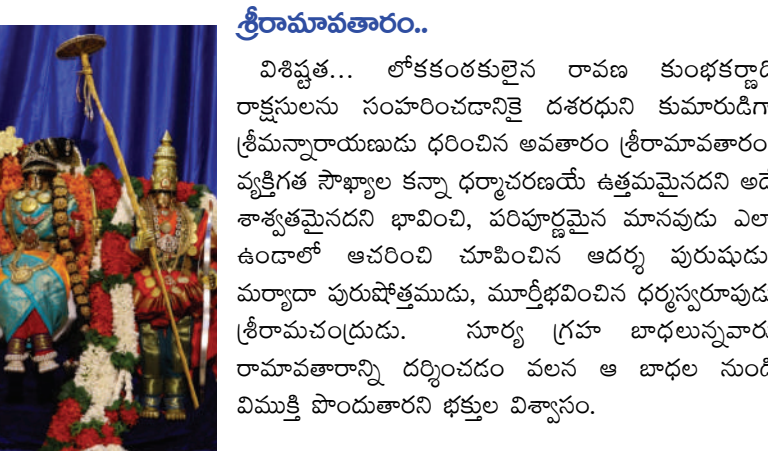 శ్రీరామావతారం..
విశిష్టత... లోకకంఠకులైన రావణ కుంభకర్ణాది
రాక్షసులను సంహరించడానికై దశరధుని కుమారుడిగా
శ్రీమన్నారాయణుడు ధరించిన అవతారం శ్రీరామావతారం
వ్యక్తిగత సౌఖ్యాల కన్నా ధర్మాచరణయే ఉత్తమమైనదని అదే
శాశ్వతమైనదని భావించి, పరిపూర్ణమైన మానవుడు ఎలా
ఉండాలో ఆచరించి చూపించిన ఆదర్శ పురుషుడు
మర్యాదా పురుషోత్తముడు, మూర్తీభవించిన ధర్మస్వరూపుడు
శ్రీరామచంద్రుడు. సూర్య గ్రహ బాధలున్నవారు
రామావతారాన్ని దర్శించడం వలన ఆ బాధల నుండి
విముక్తి పొందుతారని భక్తుల విశ్వాసం.